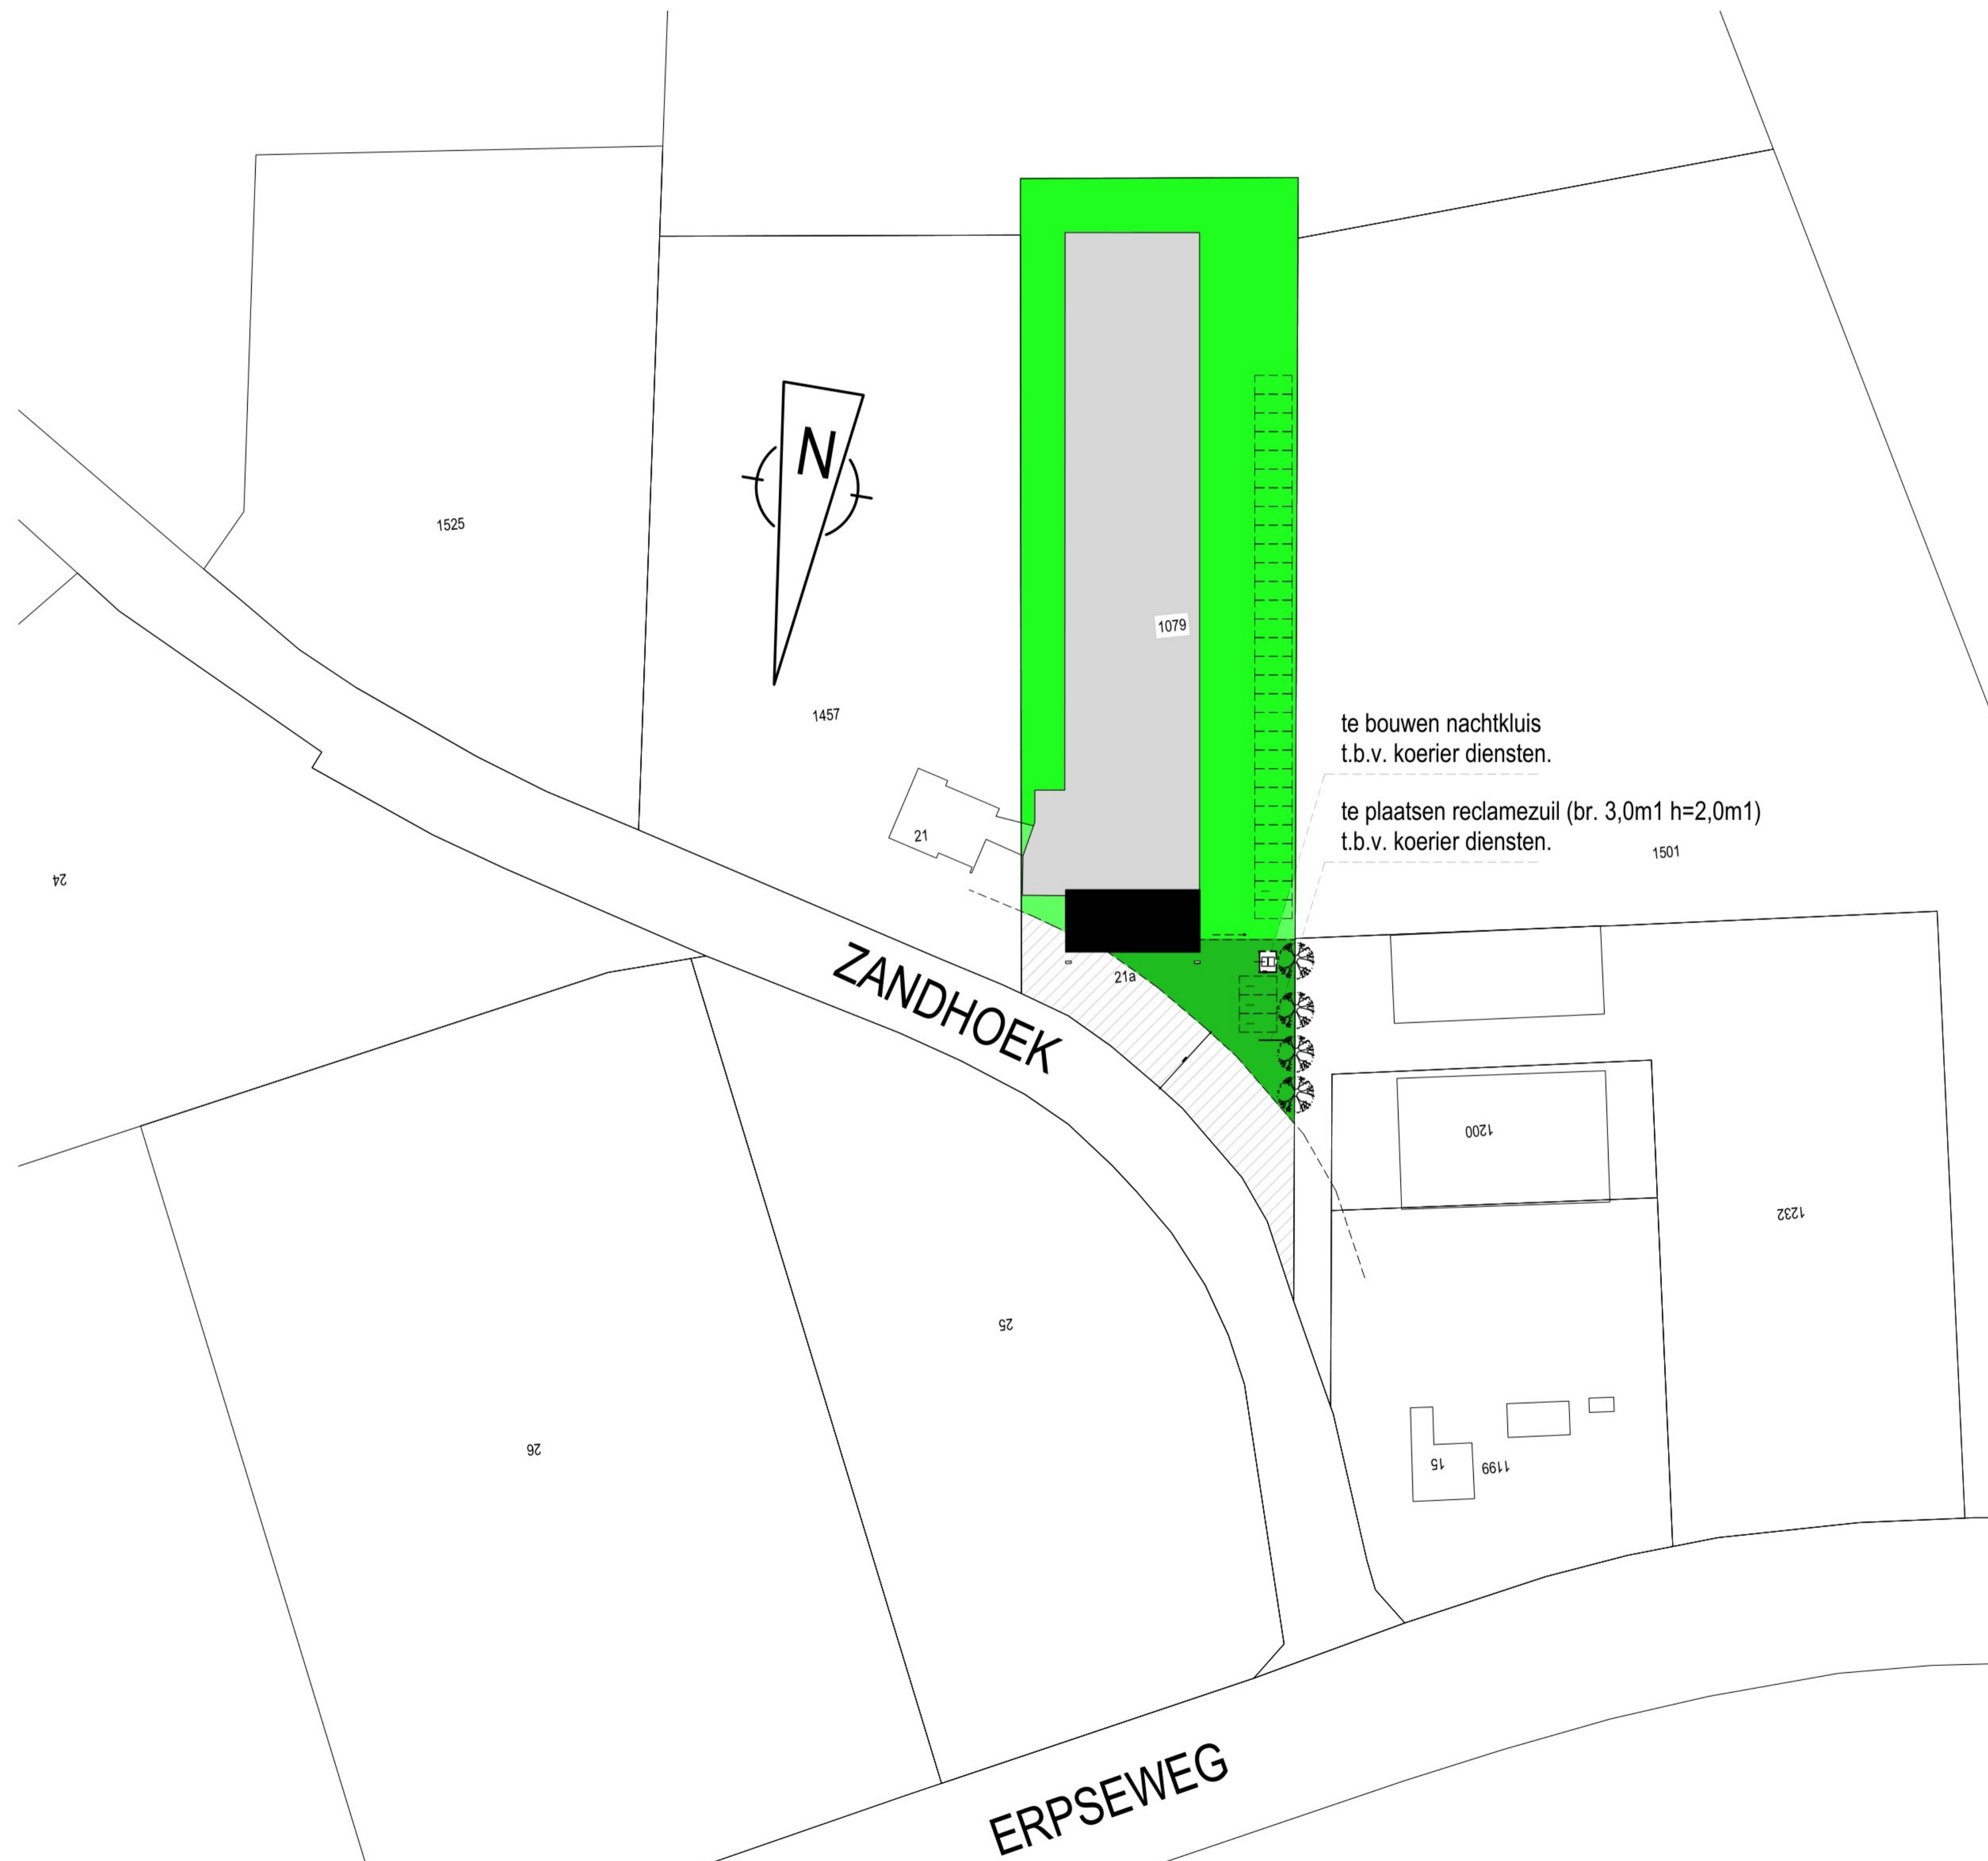 N
1525
1079
1457
te bouwen nachtkluis
t.b.v. koerier diensten.
te plaatsen reclamezuil (br. 3,0m1 h=2,0m1)
t.b.v. koerier diensten.
1501
21
24
21a
ZANDHOEK
1200
1232
25
26
15
1199
ERPSEWEG